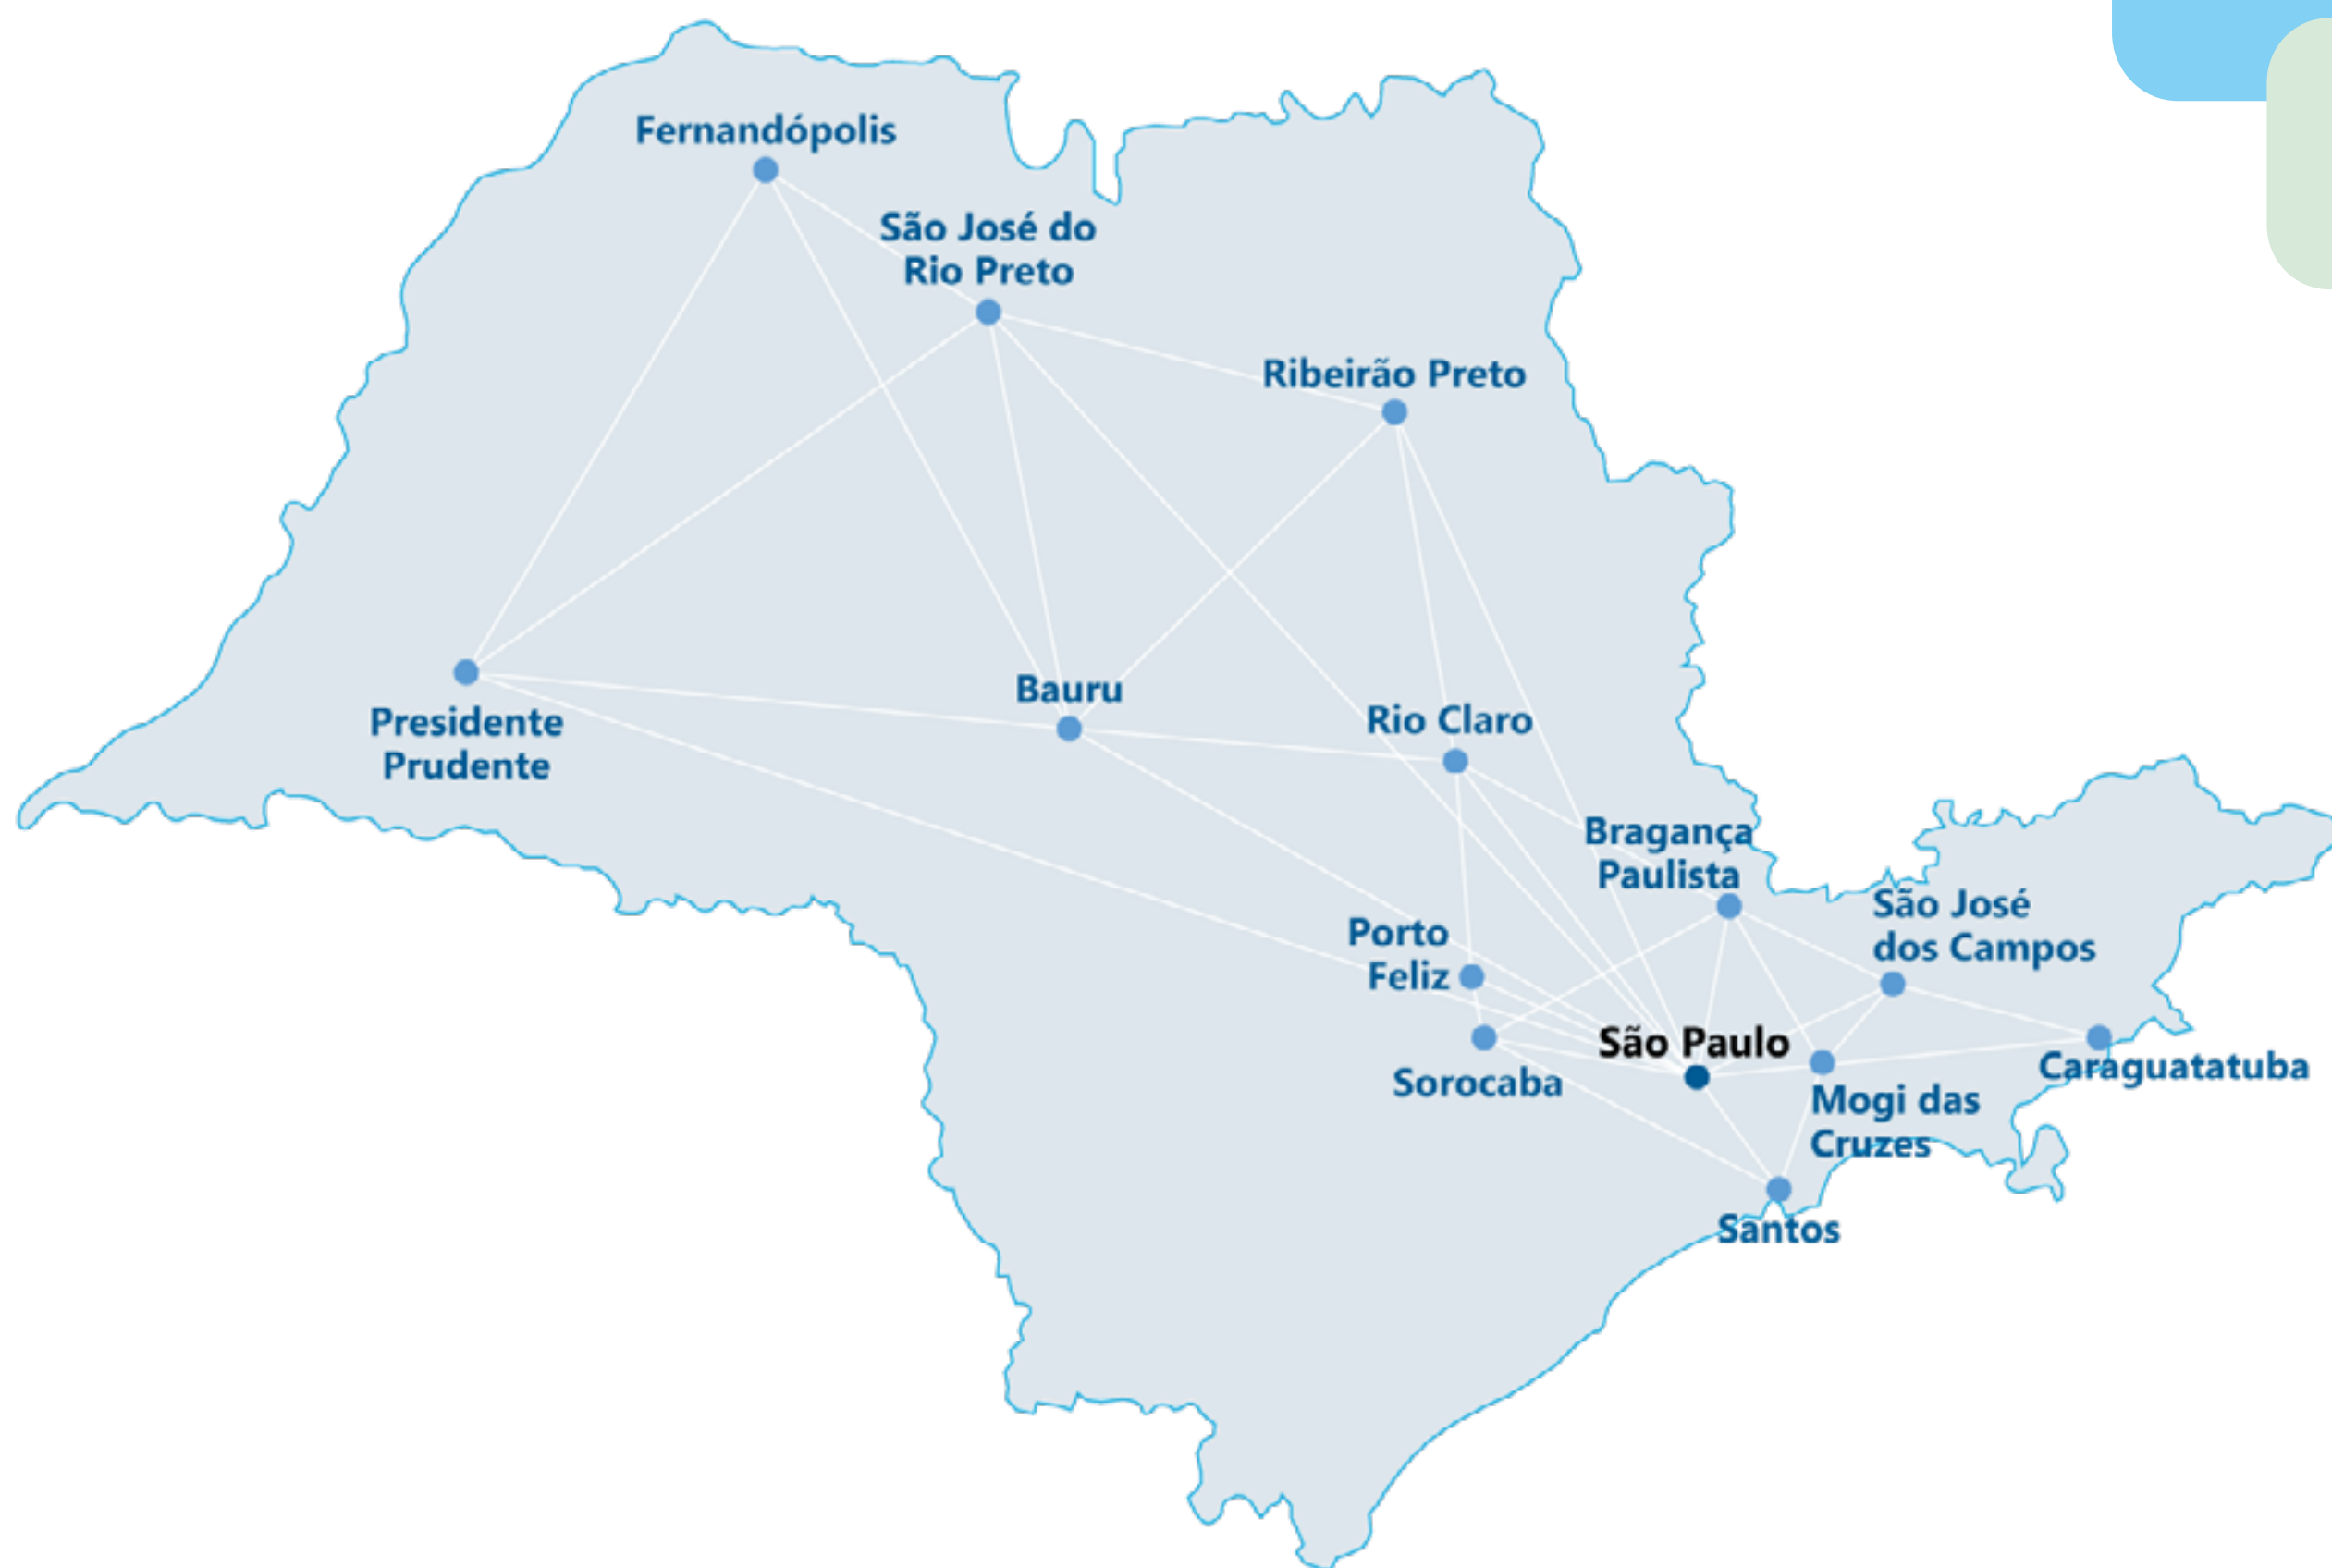 Fernandópolis
São José do
Rio Preto
Ribeirão Preto
Presidente
Prudente
Bauru
Rio Claro
Bragança
Paulista
São José
dos Campos
Porto
Feliz
São Paulo
Sorocaba
Caraguatatuba
Mogi das
Cruzes
Santos